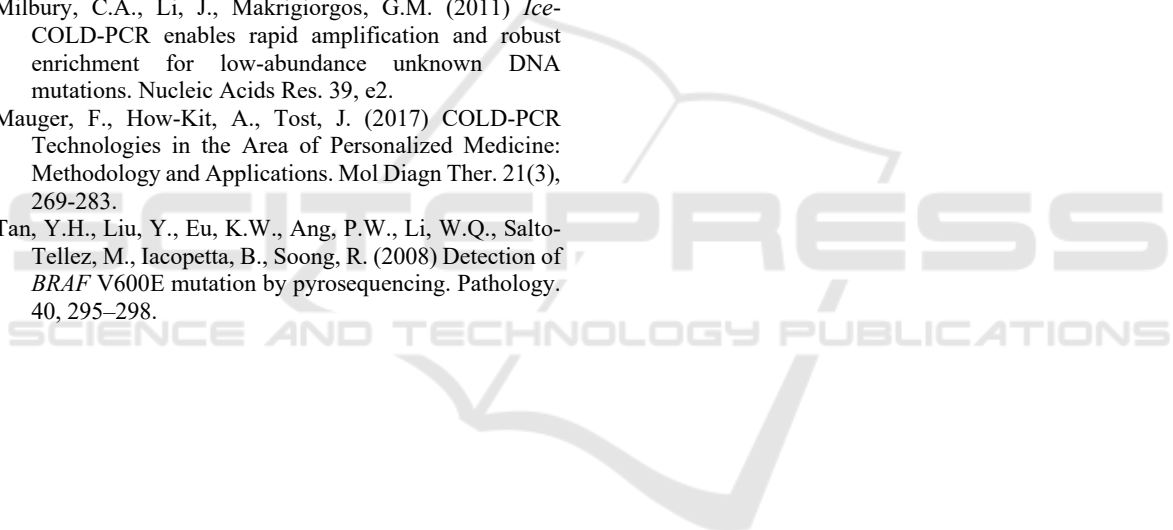 Milbury, C.A., Li, J., Makrigiorgos, G.M. (2011) Ice-
COLD-PCR enables rapid amplification and robust
enrichment for low-abundance unknown DNA
mutations. Nucleic Acids Res. 39, e2.
Mauger, F., How-Kit, A., Tost, J. (2017) COLD-PCR
Technologies in the Area of Personalized Medicine:
Methodology and Applications. Mol Diagn Ther. 21(3),
269-283.
Tan, Y.H., Liu, Y., Eu, K.W., Ang, P.W., Li, W.Q., Salto-
Tellez, M., Iacopetta, B., Soong, R. (2008) Detection of
BRAF V600E mutation by pyrosequencing. Pathology.
40, 295–298.
SCITEPRESS
SCIENCE AND TECHNOLOGY PUBLICATIONS